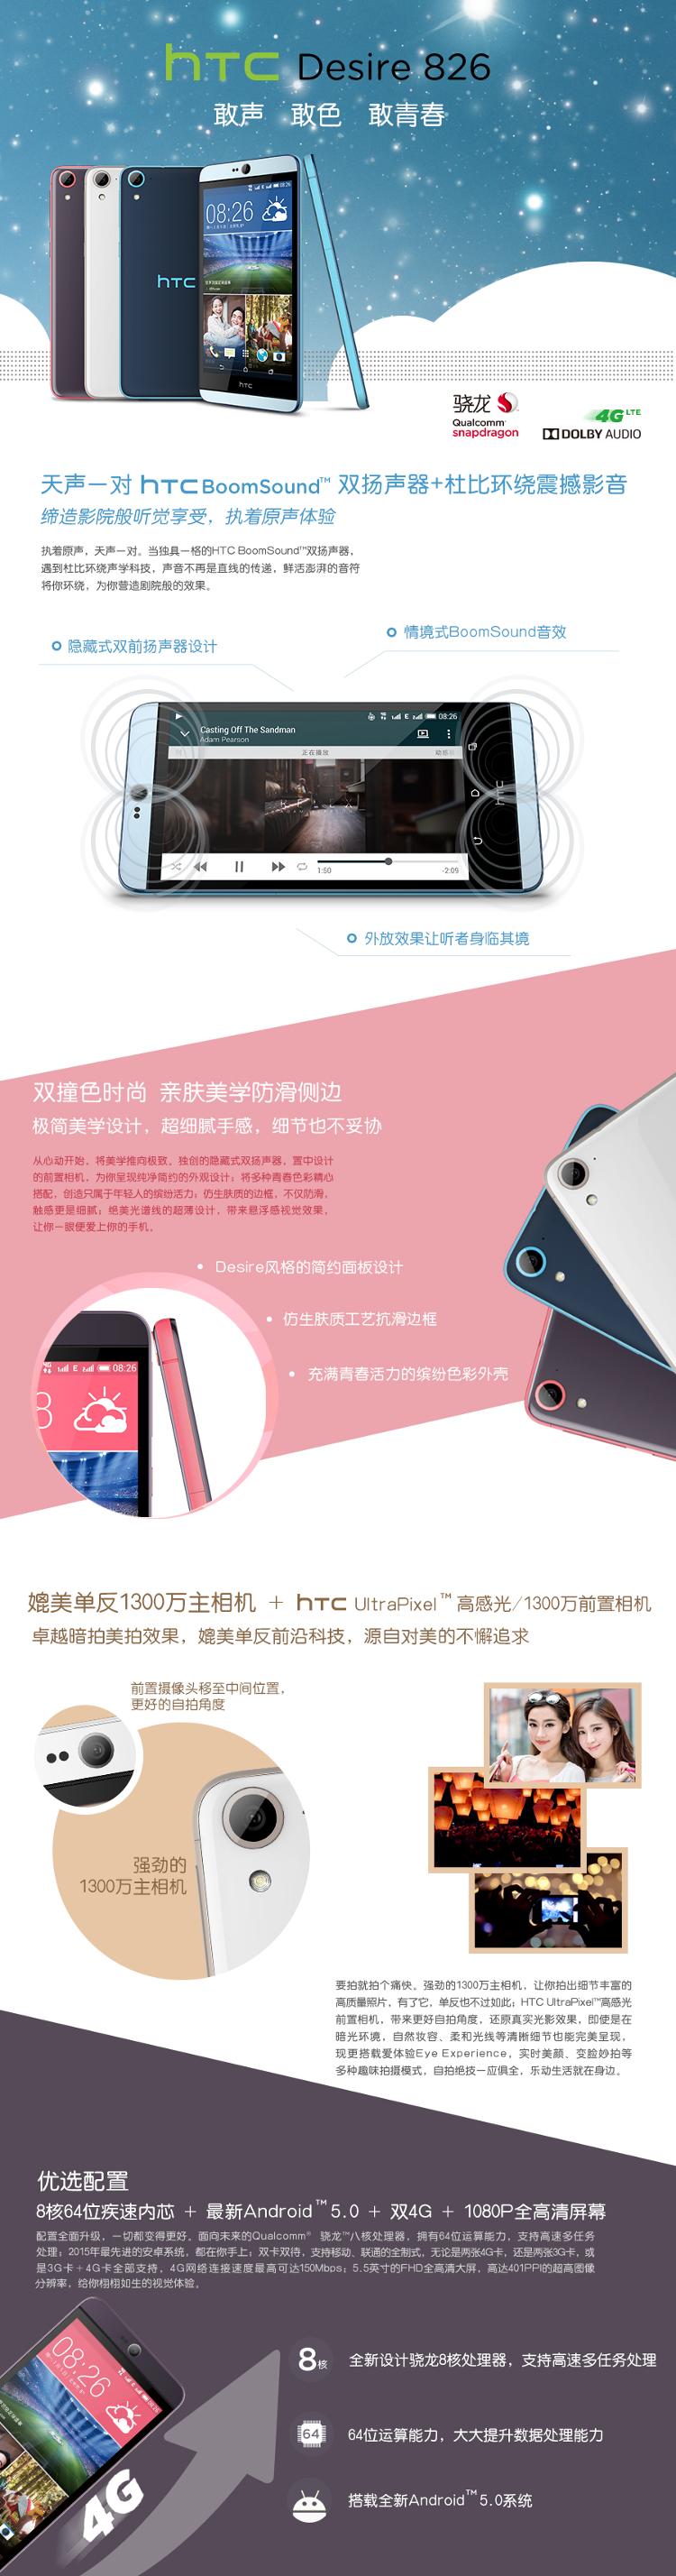 hTC Desire 826
敢声 敢色 敢青春
08:26
hTC
hTC
骁龙
Qualcomm
snapdragon
4G LTE
DOLBY AUDIO
天声一对 hTC BoomSound™ 双扬声器+杜比环绕震撼影音
缔造影院般听觉享受，执着原声体验
执着原声，天声一对。当独具一格的HTC BoomSound™双扬声器，
遇到杜比环绕声学科技，声音不再是直线的传递，鲜活澎湃的音符
将你环绕，为你营造剧院般的效果。
情境式BoomSound音效
隐藏式双前扬声器设计
08:26
Casting Off The Sandman
Adam Pearson
正在播放
hTC
1:50
-2:09
外放效果让听者身临其境
双撞色时尚 亲肤美学防滑侧边
极简美学设计，超细腻手感，细节也不妥协
从心动开始，将美学推向极致。独创的隐藏式双扬声器，置中设计
的前置相机，为你呈现纯净简约的外观设计；将多种青春色彩精心
搭配，创造只属于年轻人的缤纷活力；仿生肤质的边框，不仅防滑，
触感更是细腻；绝美光谱线的超薄设计，带来悬浮感视觉效果，
让你一眼便爱上你的手机。
Desire风格的简约面板设计
仿生肤质工艺抗滑边框
08:26
充满青春活力的缤纷色彩外壳
媲美单反1300万主相机 + hTC UltraPixel™ 高感光/1300万前置相机
卓越暗拍美拍效果，媲美单反前沿科技，源自对美的不懈追求
前置摄像头移至中间位置，
更好的自拍角度
强劲的
1300万主相机
要拍就拍个痛快。强劲的1300万主相机，让你拍出细节丰富的
高质量照片，有了它，单反也不过如此；HTC UltraPixel™高感光
前置相机，带来更好自拍角度，还原真实光影效果，即使是在
暗光环境，自然妆容、柔和光线等清晰细节也能完美呈现，
现更搭载爱体验Eye Experience，实时美颜、变脸妙拍等
多种趣味拍摄模式，自拍绝技一应俱全，乐动生活就在身边。
优选配置
8核64位疾速内芯 + 最新Android™ 5.0 + 双4G + 1080P全高清屏幕
配置全面升级，一切都变得更好。面向未来的Qualcomm® 骁龙™八核处理器，拥有64位运算能力，支持高速多任务
处理；2015年最先进的安卓系统，都在你手上；双卡双待，支持移动、联通的全制式，无论是两张4G卡，还是两张3G卡，或
是3G卡+4G卡全部支持，4G网络连接速度最高可达150Mbps；5.5英寸的FHD全高清大屏，高达401PPI的超高图像
分辨率，给你栩栩如生的视觉体验。
08:26
8核 全新设计骁龙8核处理器，支持高速多任务处理
64 64位运算能力，大大提升数据处理能力
4G
搭载全新Android™ 5.0系统